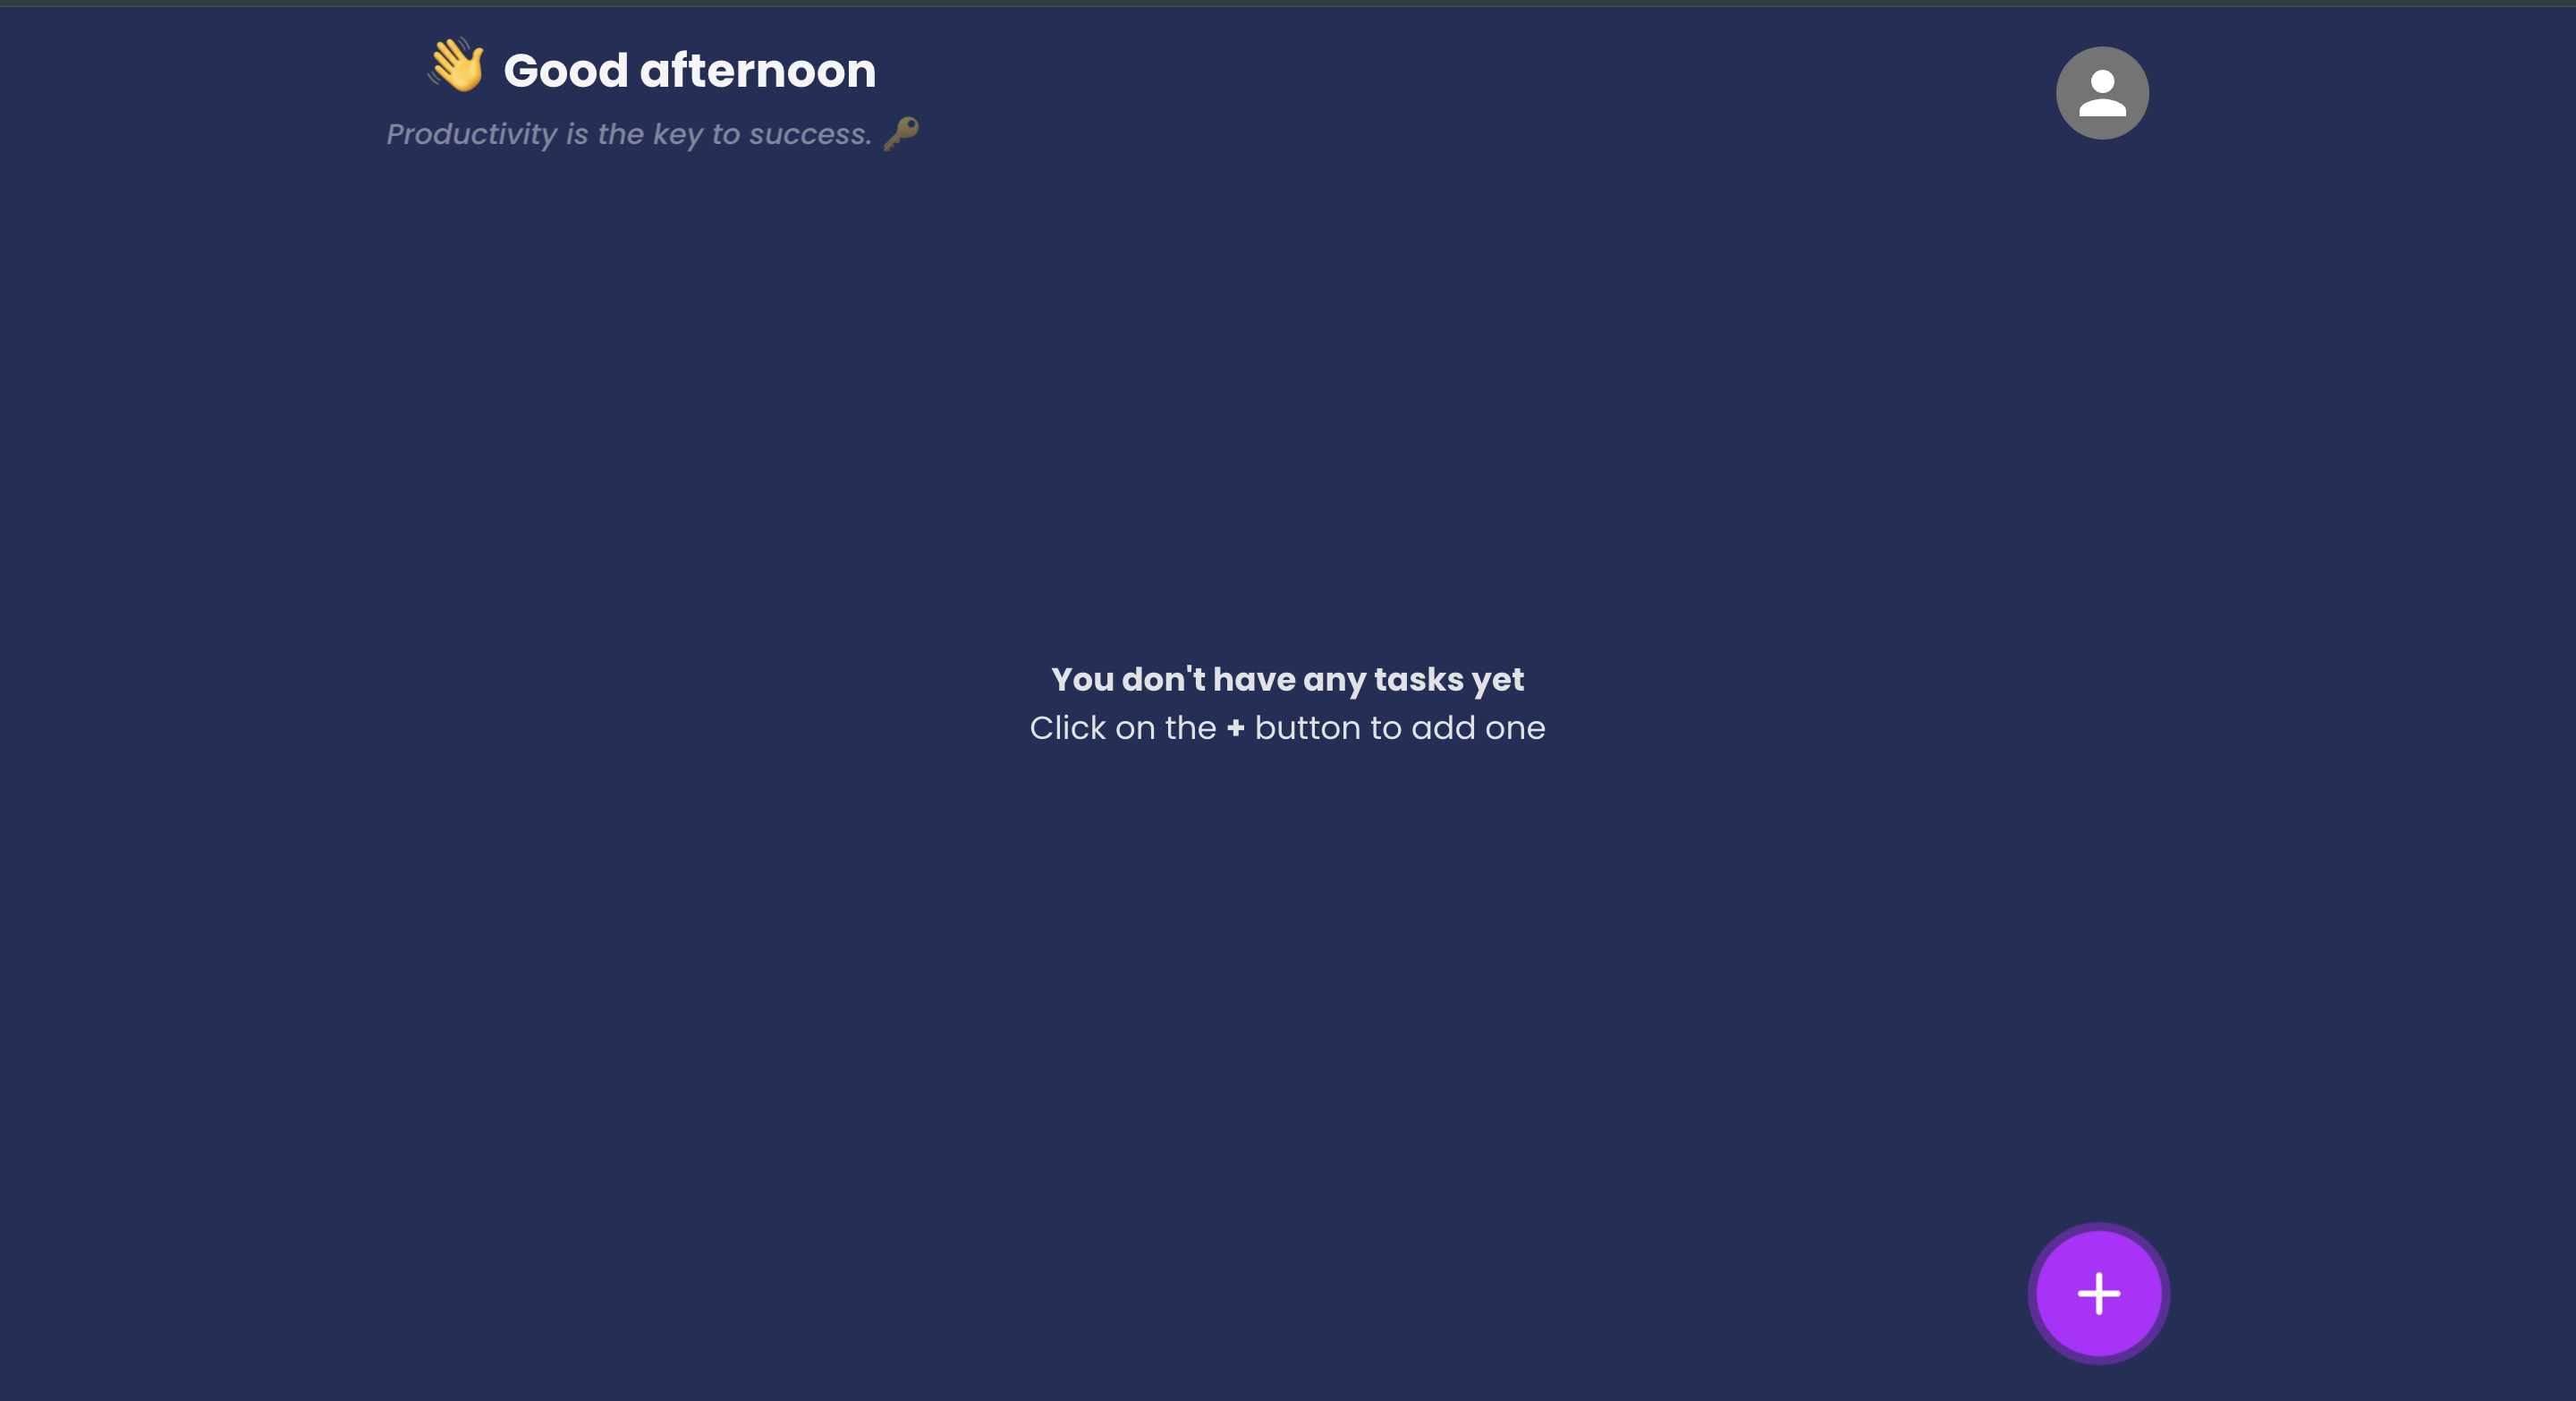 👋 Good afternoon
Productivity is the key to success. 🔑
You don't have any tasks yet
Click on the + button to add one